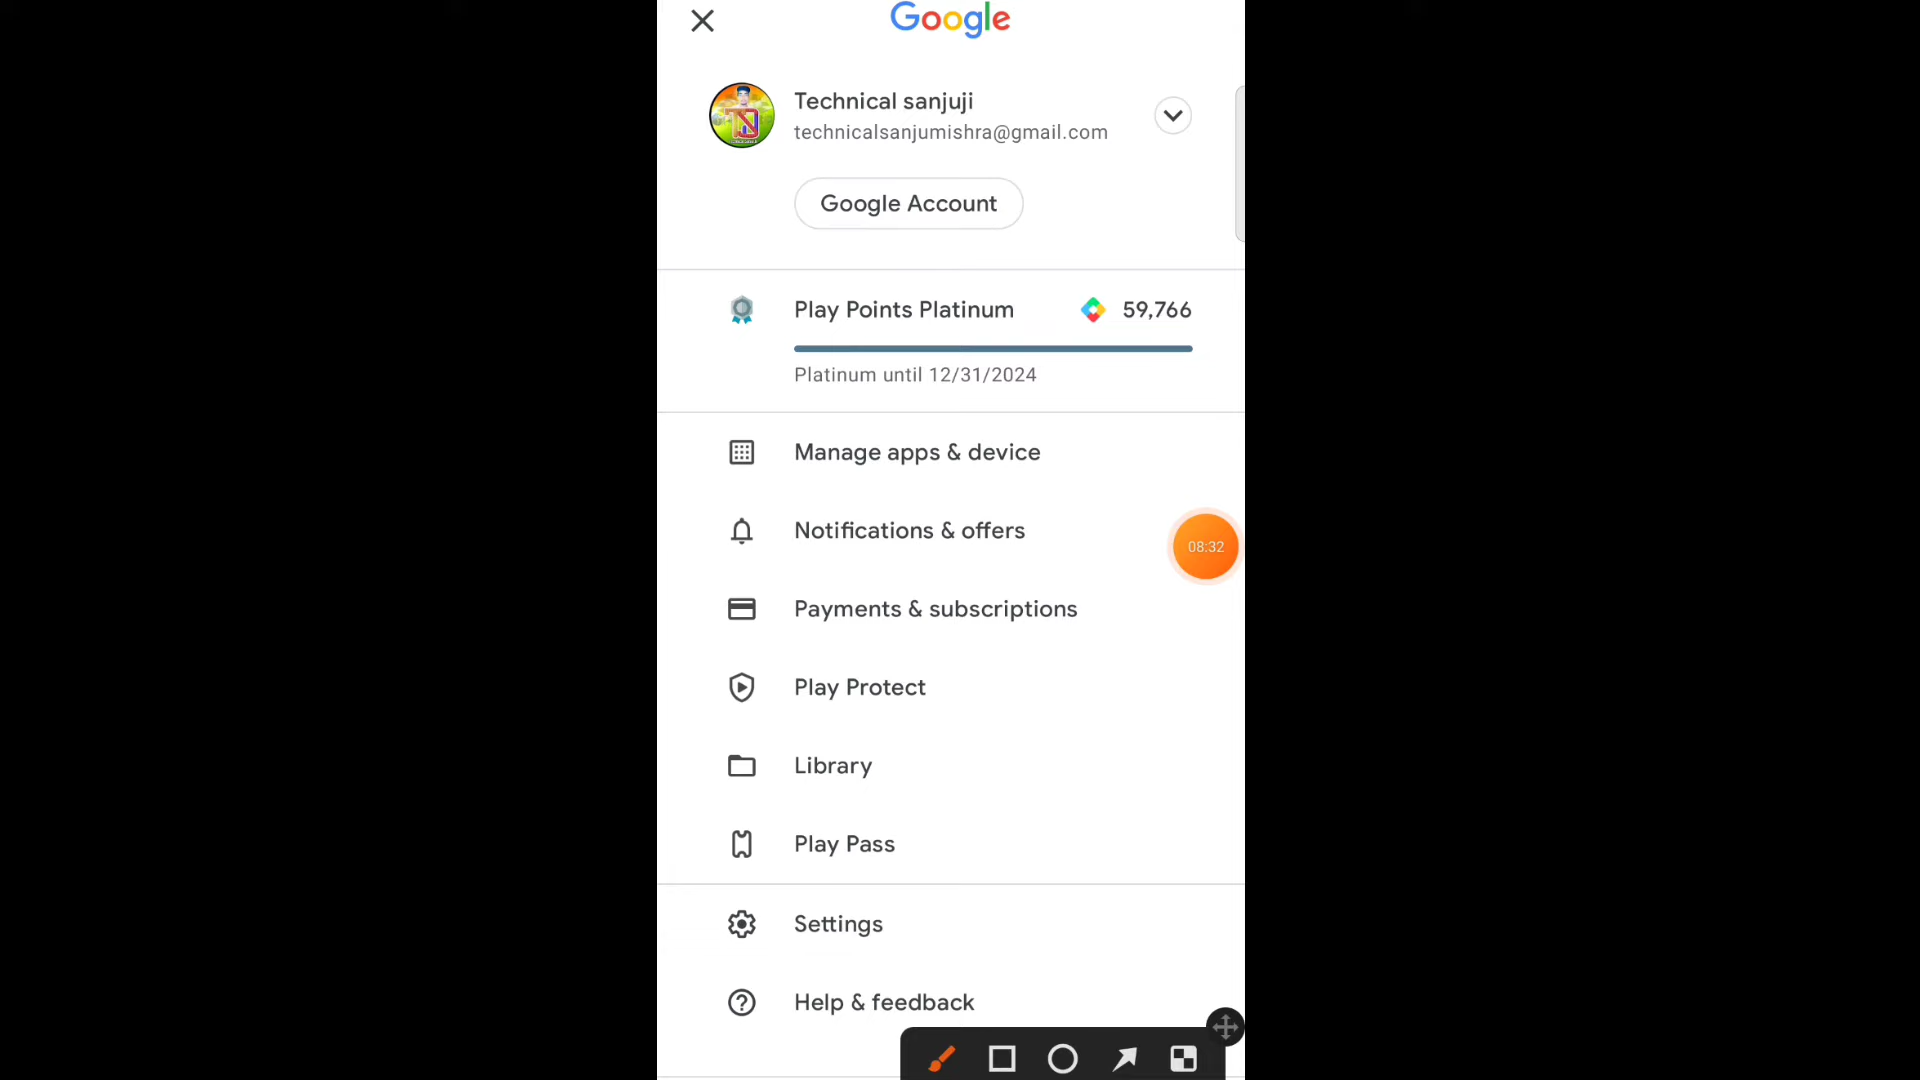 Google
Technical sanjuji
technicalsanjumishra@gmail.com
Google Account
Play Points Platinum 59,766
Platinum until 12/31/2024
Manage apps & device
Notifications & offers
08:32
Payments & subscriptions
Play Protect
Library
Play Pass
Settings
Help & feedback